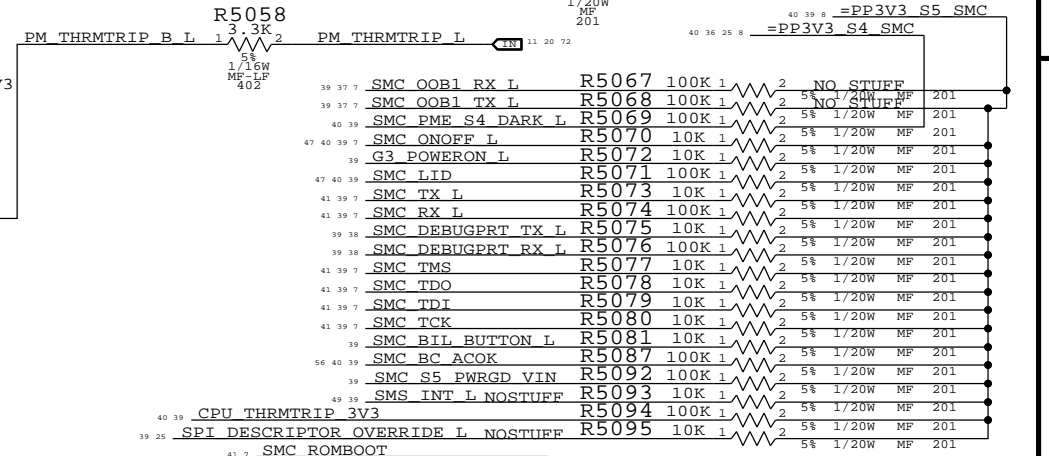 1/20W
MF
201
R5058
3.3K
PM_THRMTRIP_B_L 1 2 PM_THRMTRIP_L IN 11 20 72
5%
1/16W
MF-LF
402
40 39 8 =PP3V3_S5_SMC
40 36 25 8 =PP3V3_S4_SMC
39 37 7 SMC_OOB1_RX_L R5067 100K 1 2 NO STUFF
5% 1/20W MF 201
39 37 7 SMC_OOB1_TX_L R5068 100K 1 2 NO STUFF
5% 1/20W MF 201
40 39 SMC_PME_S4_DARK_L R5069 100K 1 2
5% 1/20W MF 201
47 40 39 7 SMC_ONOFF_L R5070 10K 1 2
5% 1/20W MF 201
39 G3_POWERON_L R5072 10K 1 2
5% 1/20W MF 201
47 40 39 SMC_LID R5071 100K 1 2
5% 1/20W MF 201
41 39 7 SMC_TX_L R5073 10K 1 2
5% 1/20W MF 201
41 39 7 SMC_RX_L R5074 100K 1 2
5% 1/20W MF 201
39 38 SMC_DEBUGPRT_TX_L R5075 10K 1 2
5% 1/20W MF 201
39 38 SMC_DEBUGPRT_RX_L R5076 100K 1 2
5% 1/20W MF 201
41 39 7 SMC_TMS R5077 10K 1 2
5% 1/20W MF 201
41 39 7 SMC_TDO R5078 10K 1 2
5% 1/20W MF 201
41 39 7 SMC_TDI R5079 10K 1 2
5% 1/20W MF 201
41 39 7 SMC_TCK R5080 10K 1 2
5% 1/20W MF 201
39 SMC_BIL_BUTTON_L R5081 10K 1 2
5% 1/20W MF 201
56 40 39 SMC_BC_ACOK R5087 100K 1 2
5% 1/20W MF 201
39 SMC_S5_PWRGD_VIN R5092 100K 1 2
5% 1/20W MF 201
49 39 SMS_INT_L NOSTUFF R5093 10K 1 2
5% 1/20W MF 201
40 39 CPU_THRMTRIP_3V3 R5094 100K 1 2
5% 1/20W MF 201
39 25 SPI_DESCRIPTOR_OVERRIDE_L NOSTUFF R5095 10K 1 2
5% 1/20W MF 201
41 7 SMC_ROMBOOT